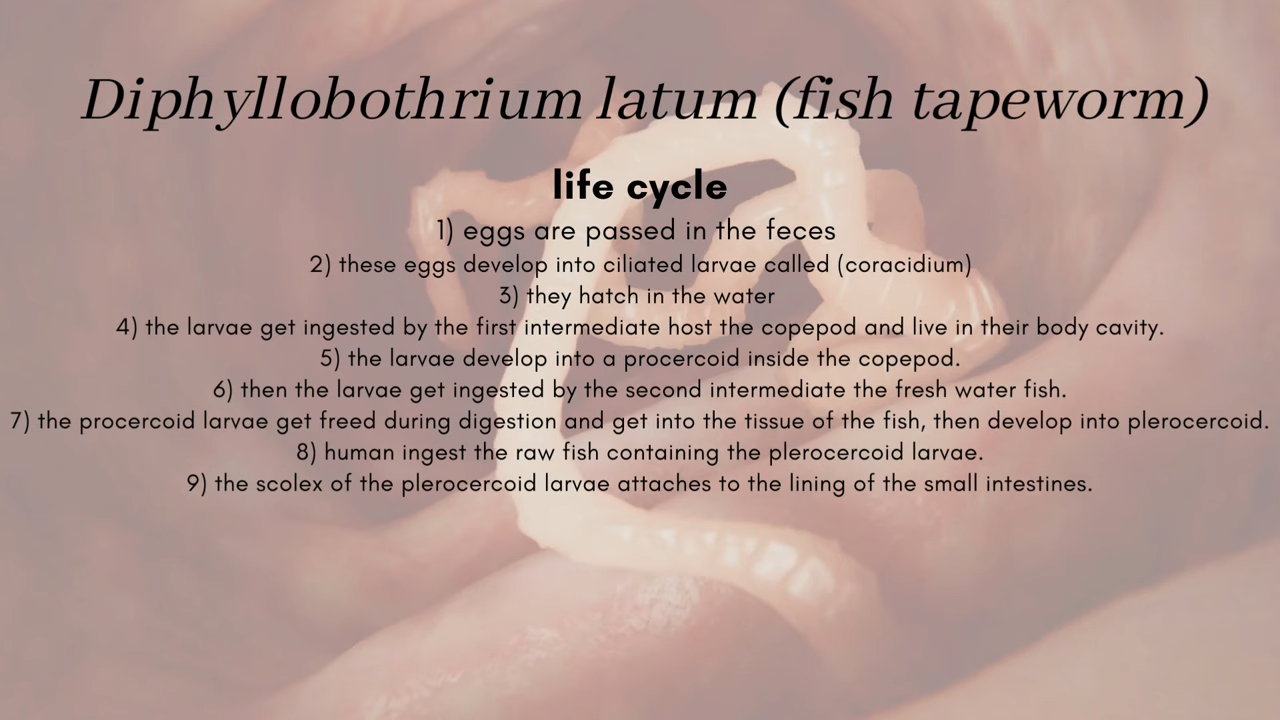 Diphyllobothrium latum (fish tapeworm)
life cycle
1) eggs are passed in the feces
2) these eggs develop into ciliated larvae called (coracidium)
3) they hatch in the water
4) the larvae get ingested by the first intermediate host the copepod and live in their body cavity.
5) the larvae develop into a procercoid inside the copepod.
6) then the larvae get ingested by the second intermediate the fresh water fish.
7) the procercoid larvae get freed during digestion and get into the tissue of the fish, then develop into plerocercoid.
8) human ingest the raw fish containing the plerocercoid larvae.
9) the scolex of the plerocercoid larvae attaches to the lining of the small intestines.